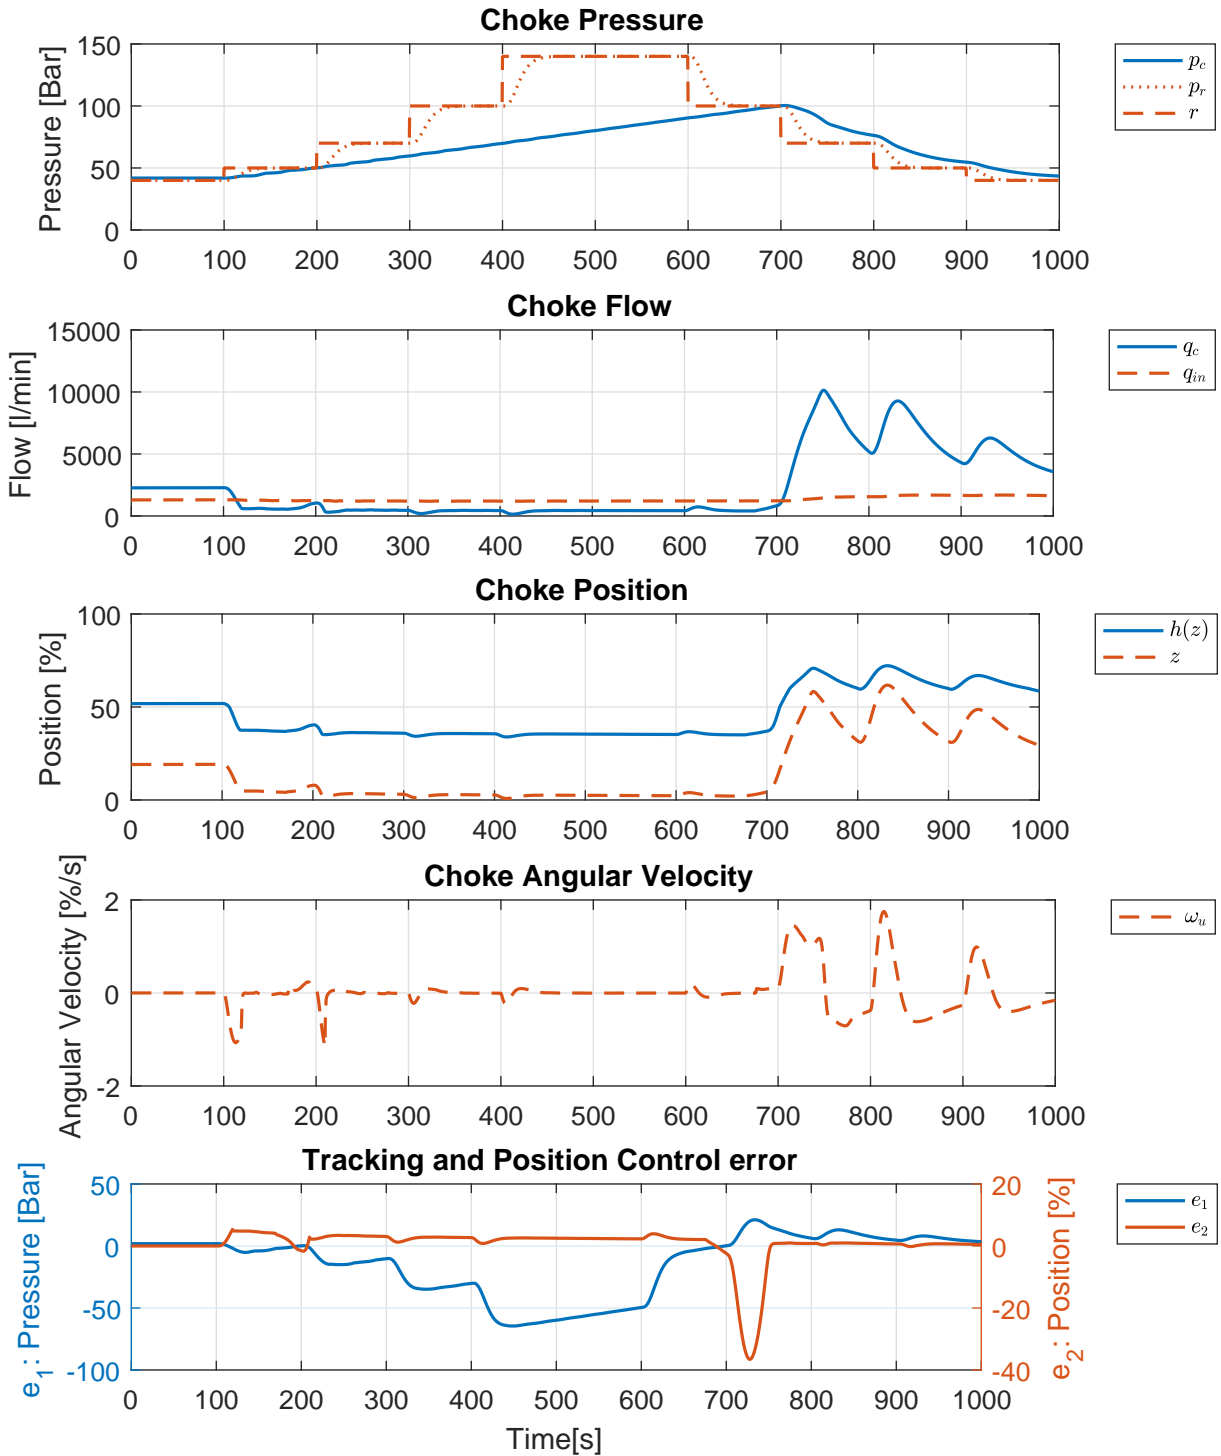 Choke Pressure
Pressure [Bar]
150
100
50
0
0 100 200 300 400 500 600 700 800 900 1000
p_c
p_r
r
Choke Flow
Flow [l/min]
15000
10000
5000
0
0 100 200 300 400 500 600 700 800 900 1000
q_c
q_in
Choke Position
Position [%]
100
50
0
0 100 200 300 400 500 600 700 800 900 1000
h(z)
z
Choke Angular Velocity
Angular Velocity [%/s]
2
0
-2
0 100 200 300 400 500 600 700 800 900 1000
ω_u
Tracking and Position Control error
e_1: Pressure [Bar]
50
0
-50
-100
20
0
-20
-40
e_2: Position [%]
0 100 200 300 400 500 600 700 800 900 1000
Time[s]
e_1
e_2